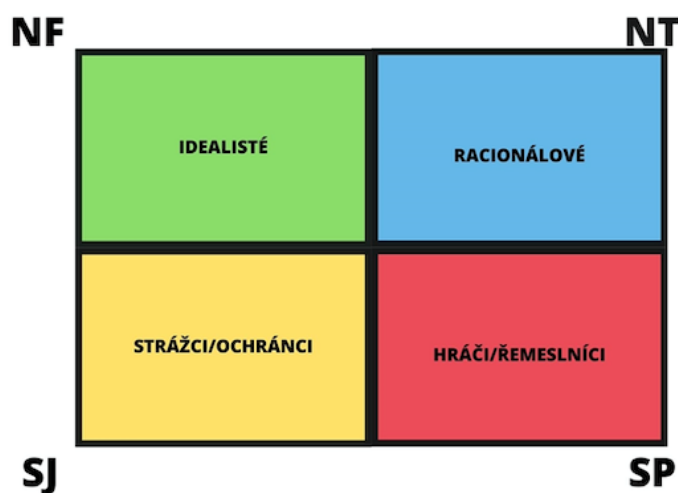 NF
NT
IDEALISTÉ
RACIONÁLOVÉ
STRÁŽCI/OCHRÁNCI
HRÁČI/ŘEMESLNÍCI
SJ
SP